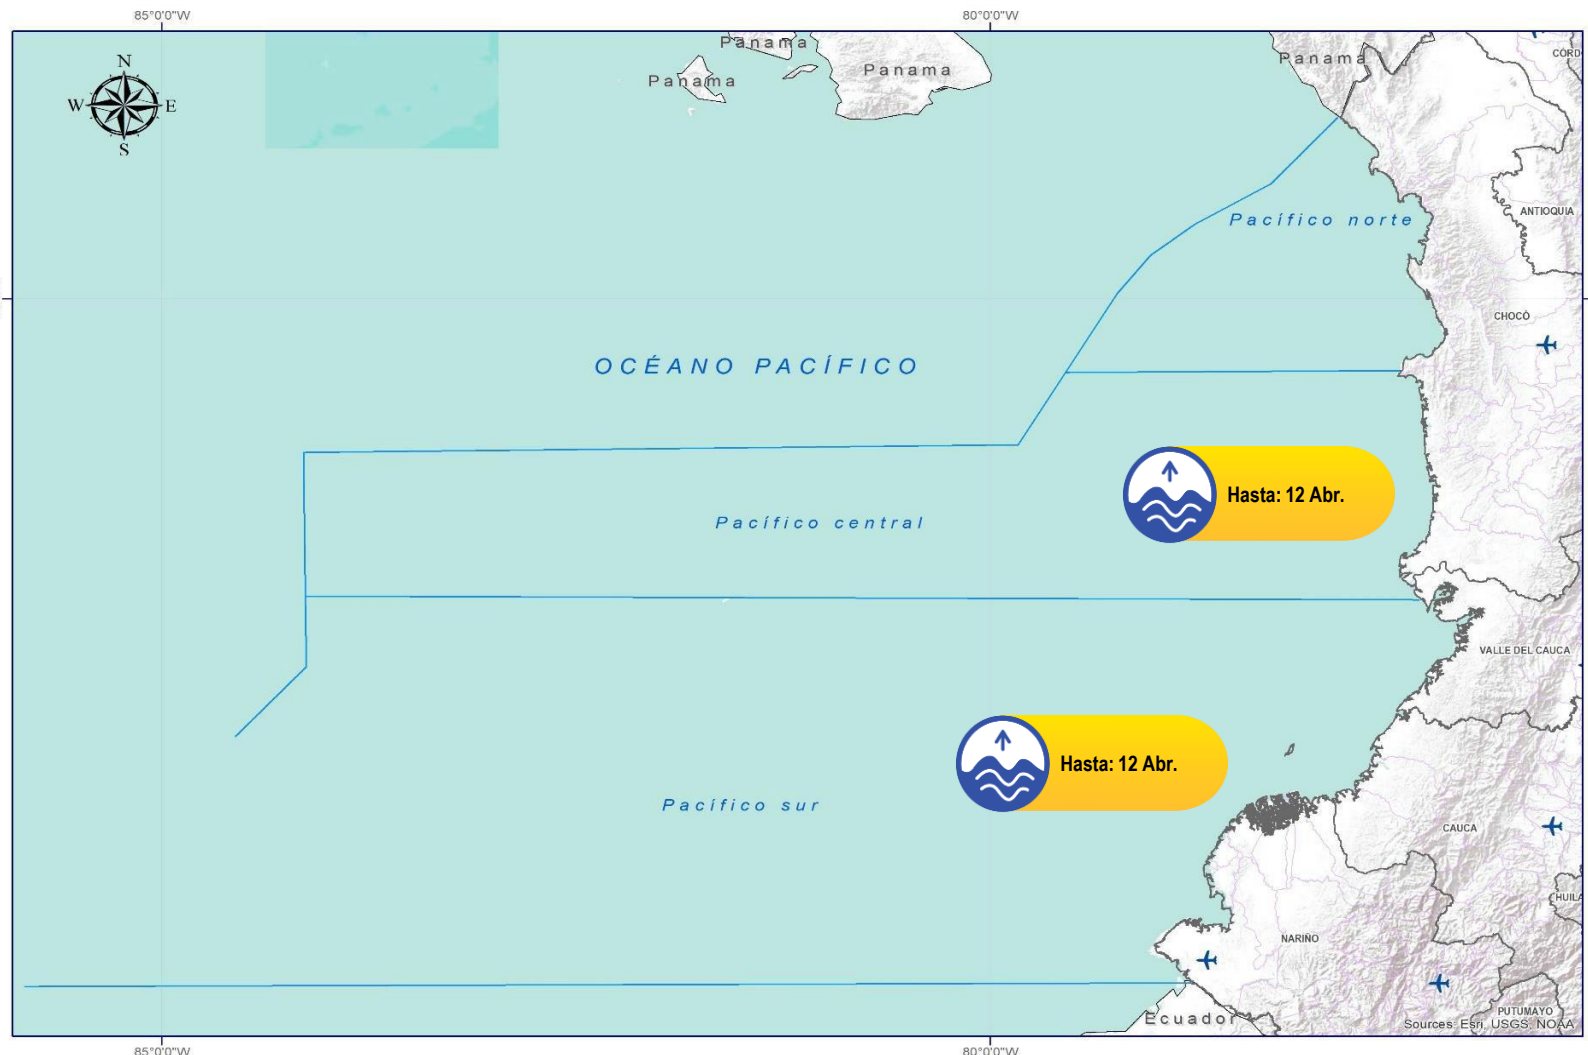 85°0'0"W
80°0'0"W
N
W
E
S
Panama
Panama
Panama
Panama
CÓRD
Pacífico norte
ANTIOQUIA
CHOCÓ
OCÉANO PACÍFICO
Hasta: 12 Abr.
Pacífico central
VALLE DEL CAUCA
Hasta: 12 Abr.
Pacífico sur
CAUCA
HUILA
NARIÑO
PUTUMAYO
Ecuador
Sources: Esri, USGS, NOAA
85°0'0"W
80°0'0"W